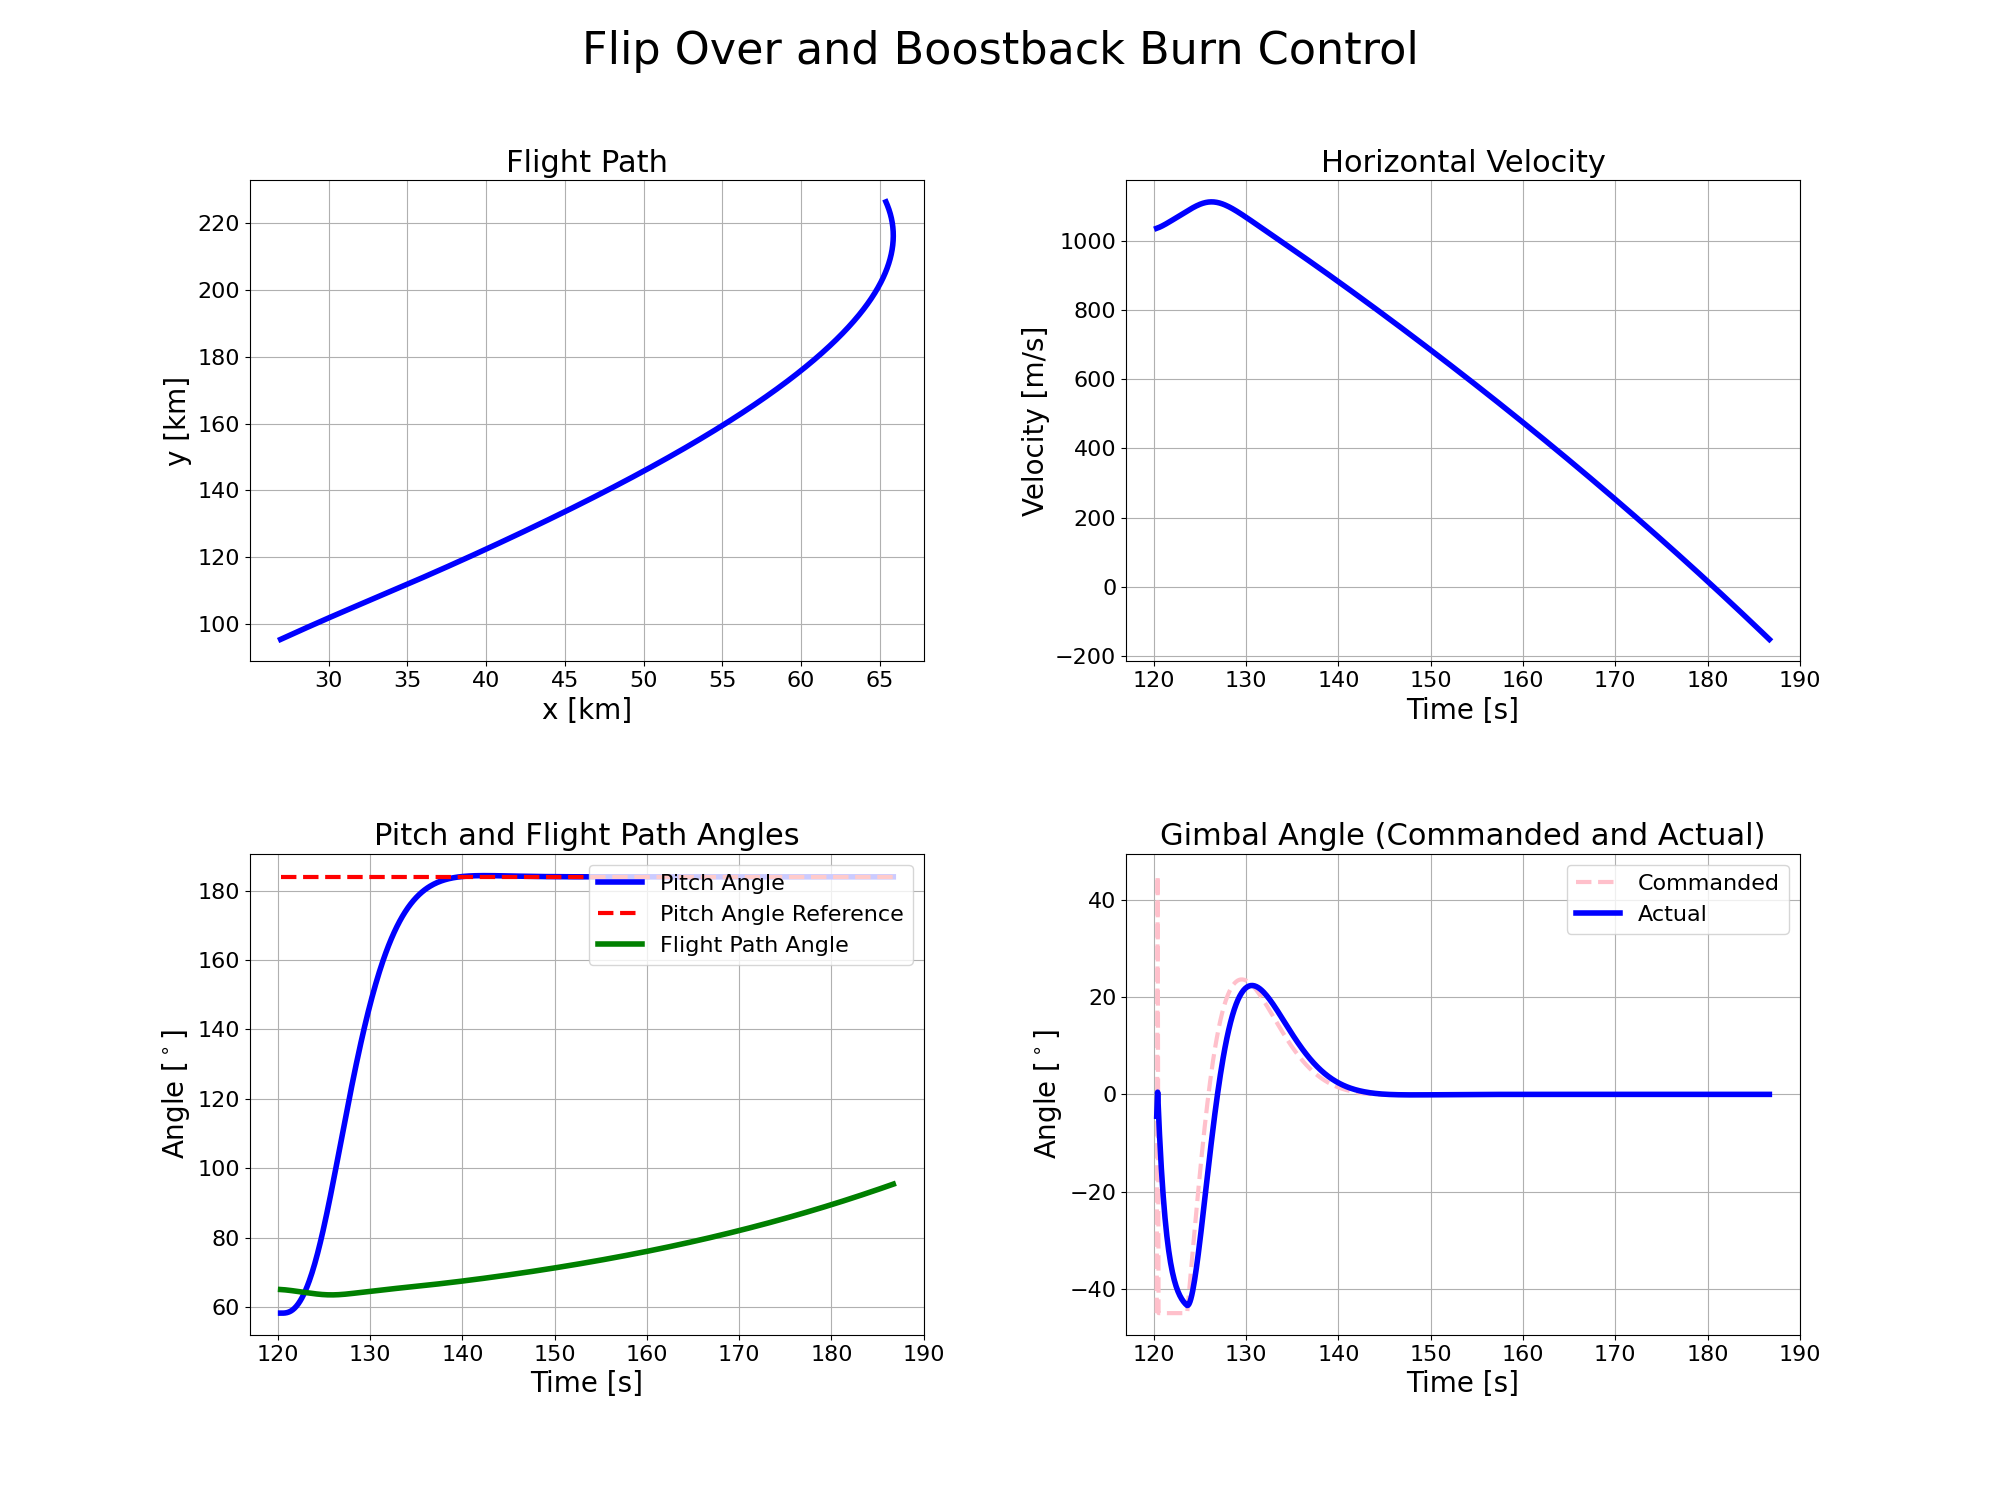 Flip Over and Boostback Burn Control
Flight Path
220
200
180
160
140
120
100
y [km]
30 35 40 45 50 55 60 65
x [km]
Horizontal Velocity
1000
800
600
400
200
0
−200
Velocity [m/s]
120 130 140 150 160 170 180 190
Time [s]
Pitch and Flight Path Angles
180
160
140
120
100
80
60
Angle [°]
Pitch Angle
Pitch Angle Reference
Flight Path Angle
120 130 140 150 160 170 180 190
Time [s]
Gimbal Angle (Commanded and Actual)
40
20
0
−20
−40
Angle [°]
Commanded
Actual
120 130 140 150 160 170 180 190
Time [s]